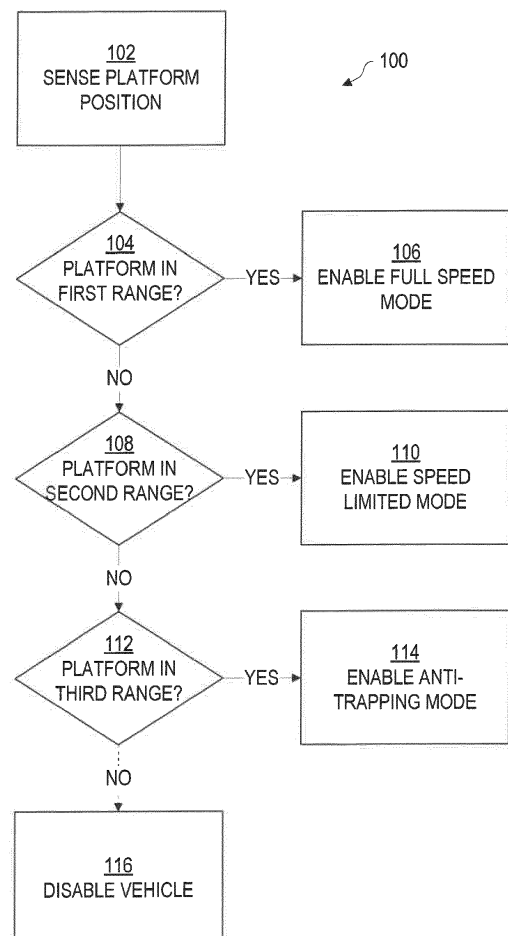 102
SENSE PLATFORM
POSITION
100
104
PLATFORM IN
FIRST RANGE?
YES
106
ENABLE FULL SPEED
MODE
NO
108
PLATFORM IN
SECOND RANGE?
YES
110
ENABLE SPEED
LIMITED MODE
NO
112
PLATFORM IN
THIRD RANGE?
YES
114
ENABLE ANTI-
TRAPPING MODE
NO
116
DISABLE VEHICLE